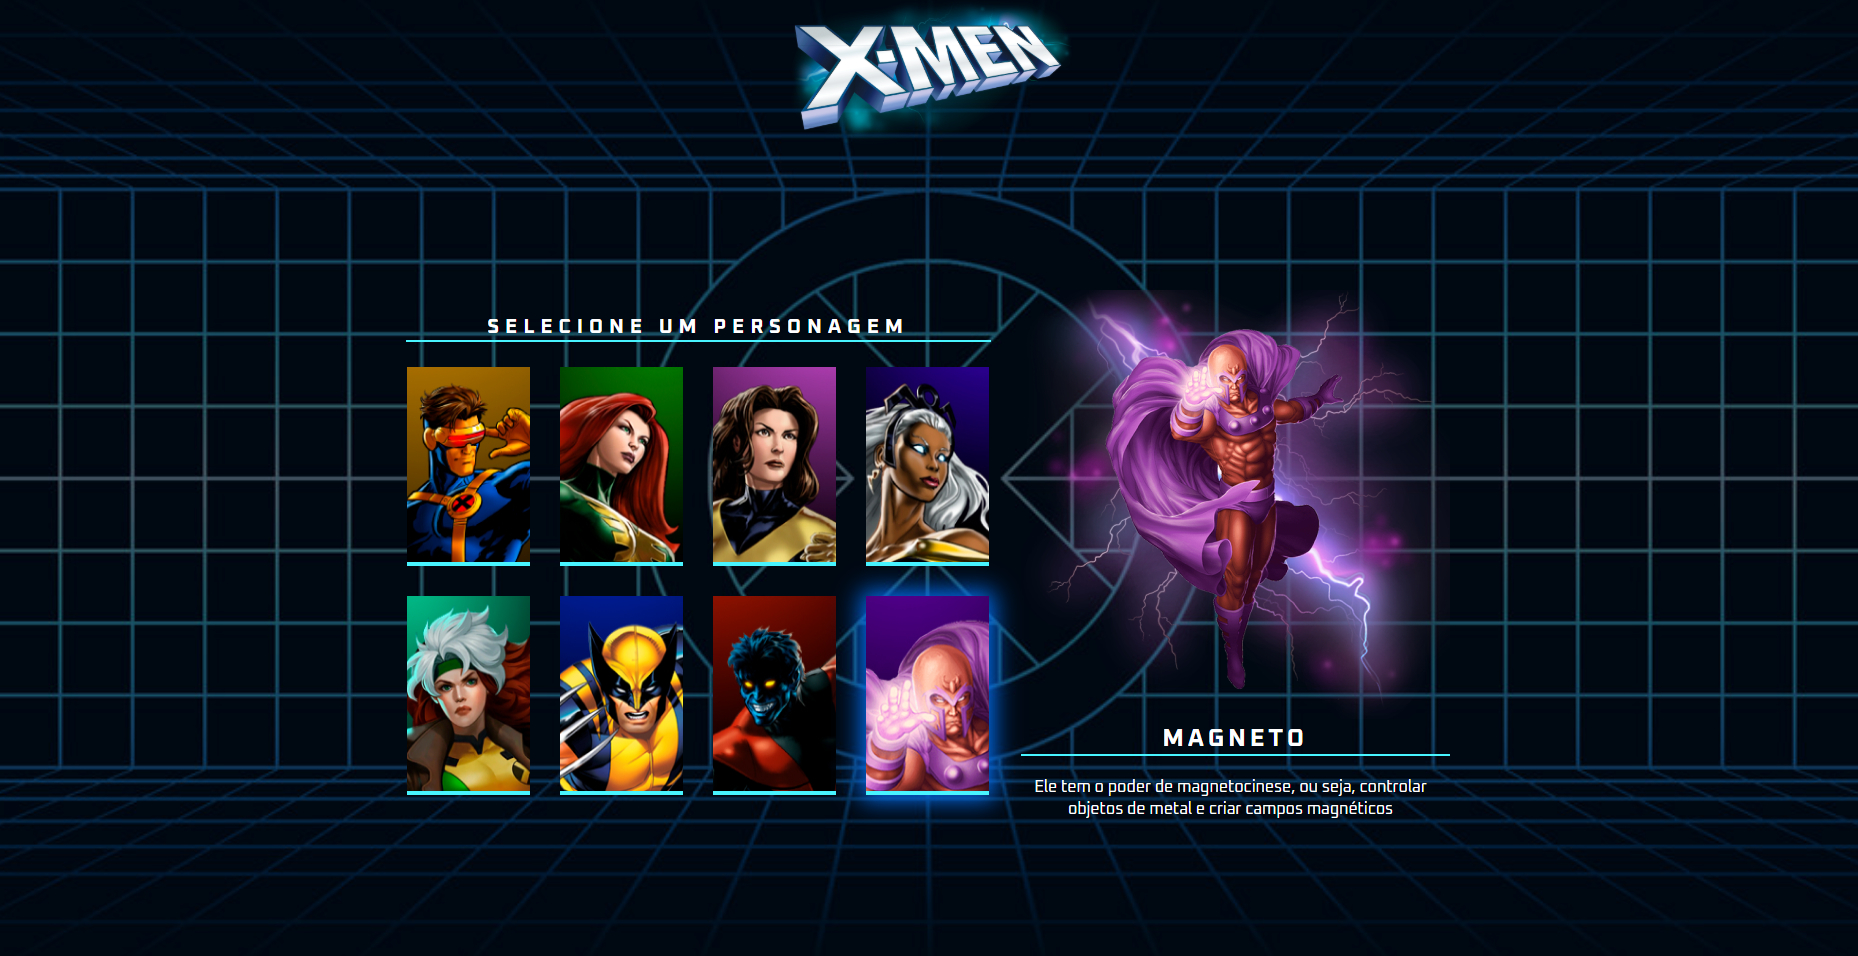 X-MEN
SELECIONE UM PERSONAGEM
MAGNETO
Ele tem o poder de magnetocinese, ou seja, controlar
objetos de metal e criar campos magnéticos